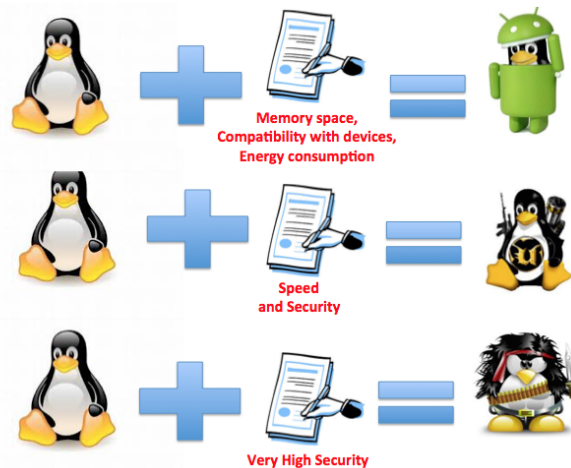 Memory space,
Compatibility with devices,
Energy consumption
Speed
and Security
Very High Security